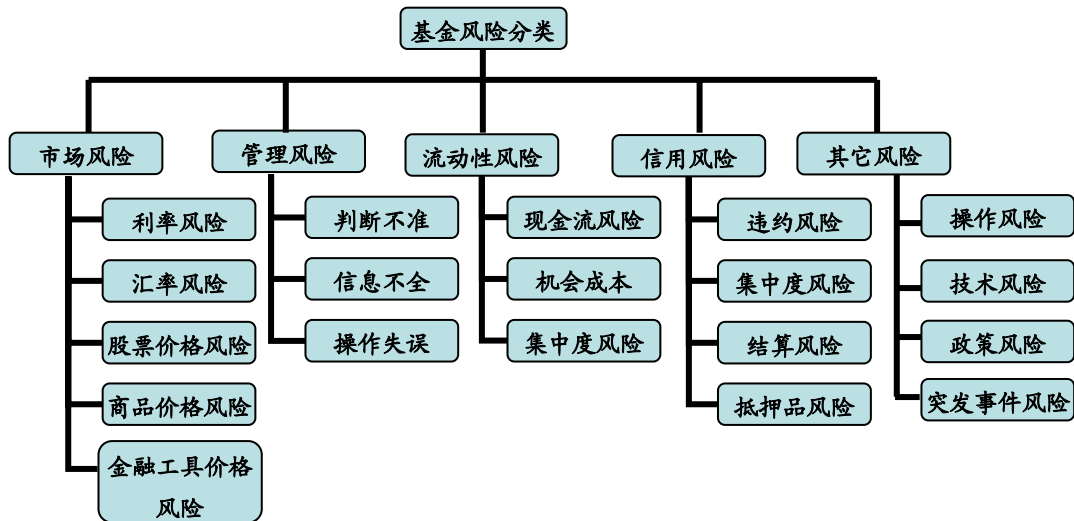 基金风险分类
市场风险
管理风险
流动性风险
信用风险
其它风险
利率风险
汇率风险
股票价格风险
商品价格风险
金融工具价格
风险
判断不准
信息不全
操作失误
现金流风险
机会成本
集中度风险
违约风险
集中度风险
结算风险
抵押品风险
操作风险
技术风险
政策风险
突发事件风险